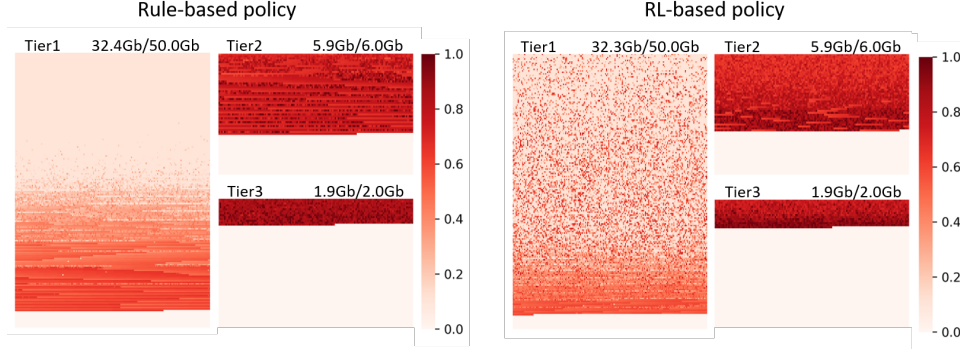 Rule-based policy
Tier1 32.4Gb/50.0Gb
Tier2 5.9Gb/6.0Gb
Tier3 1.9Gb/2.0Gb
1.0
0.8
0.6
0.4
0.2
0.0
RL-based policy
Tier1 32.3Gb/50.0Gb
Tier2 5.9Gb/6.0Gb
Tier3 1.9Gb/2.0Gb
1.0
0.8
0.6
0.4
0.2
0.0